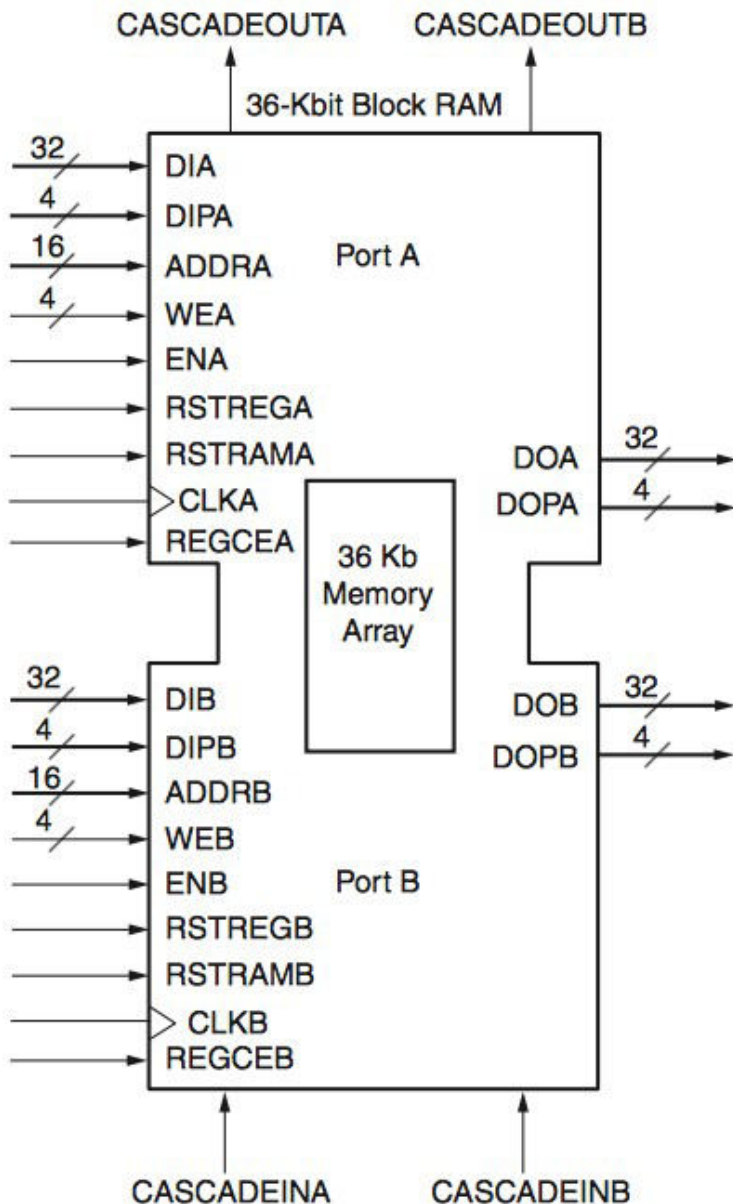 CASCADEOUTA CASCADEOUTB
36-Kbit Block RAM
32 DIA
4 DIPA
16 ADDRA Port A
4 WEA
ENA
RSTREGA
RSTRAMA DOA 32
CLKA DOPA 4
REGCEA
36 Kb
Memory
Array
32 DIB DOB 32
4 DIPB DOPB 4
16 ADDRB
4 WEB
ENB Port B
RSTREGB
RSTRAMB
CLKB
REGCEB
CASCADEINA CASCADEINB